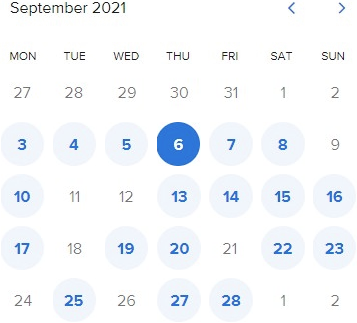 September 2021
MON TUE WED THU FRI SAT SUN
27 28 29 30 31 1 2
3 4 5 6 7 8 9
10 11 12 13 14 15 16
17 18 19 20 21 22 23
24 25 26 27 28 1 2